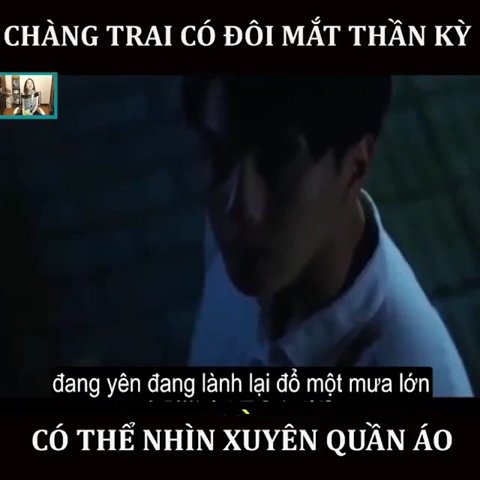 CHÀNG TRAI CÓ ĐÔI MẮT THẦN KỲ
đang yên đang lành lại đổ một mưa lớn
CÓ THỂ NHÌN XUYÊN QUẦN ÁO